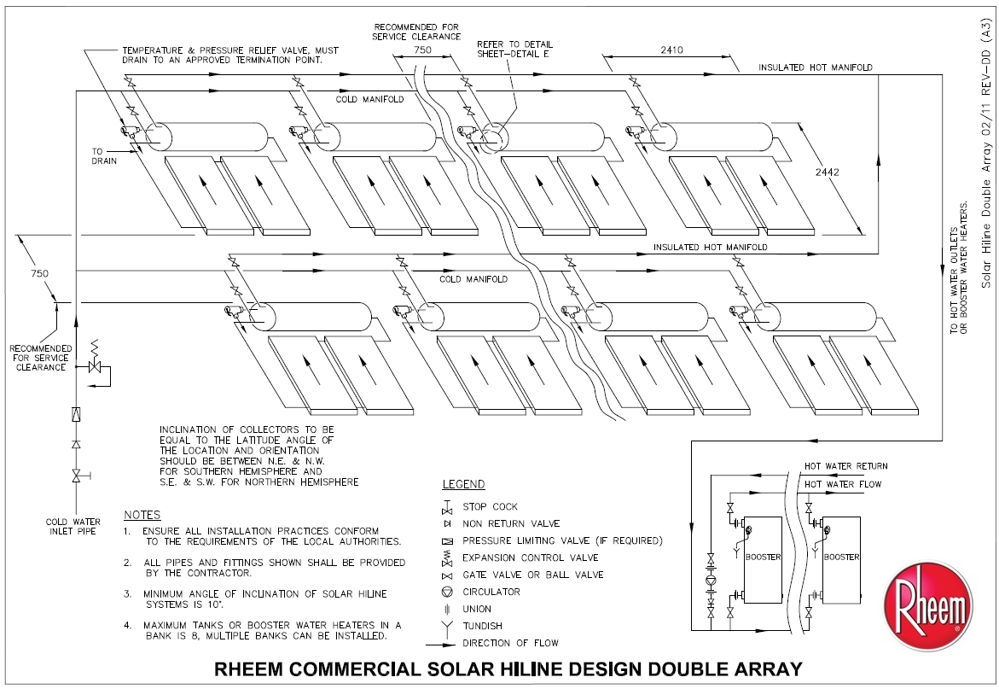 RECOMMENDED FOR
SERVICE CLEARANCE
750
TEMPERATURE & PRESSURE RELIEF VALVE, MUST
DRAIN TO AN APPROVED TERMINATION POINT.
REFER TO DETAIL
SHEET-DETAIL E
2410
INSULATED HOT MANIFOLD
COLD MANIFOLD
TO
DRAIN
2442
Solar Hiline Double Array 02/11 REV-DD (A3)
TO HOT WATER OUTLETS
OR BOOSTER WATER HEATERS.
INSULATED HOT MANIFOLD
750
COLD MANIFOLD
RECOMMENDED
FOR SERVICE
CLEARANCE
INCLINATION OF COLLECTORS TO BE
EQUAL TO THE LATITUDE ANGLE OF
THE LOCATION AND ORIENTATION
SHOULD BE BETWEEN N.E. & N.W.
FOR SOUTHERN HEMISPHERE AND
S.E. & S.W. FOR NORTHERN HEMISPHERE
COLD WATER
INLET PIPE
NOTES
1. ENSURE ALL INSTALLATION PRACTICES CONFORM
TO THE REQUIREMENTS OF THE LOCAL AUTHORITIES.
2. ALL PIPES AND FITTINGS SHOWN SHALL BE PROVIDED
BY THE CONTRACTOR.
3. MINIMUM ANGLE OF INCLINATION OF SOLAR HILINE
SYSTEMS IS 10°.
4. MAXIMUM TANKS OR BOOSTER WATER HEATERS IN A
BANK IS 8, MULTIPLE BANKS CAN BE INSTALLED.
LEGEND
STOP COCK
NON RETURN VALVE
PRESSURE LIMITING VALVE (IF REQUIRED)
EXPANSION CONTROL VALVE
GATE VALVE OR BALL VALVE
CIRCULATOR
UNION
TUNDISH
DIRECTION OF FLOW
HOT WATER RETURN
HOT WATER FLOW
BOOSTER
BOOSTER
Rheem
®
RHEEM COMMERCIAL SOLAR HILINE DESIGN DOUBLE ARRAY